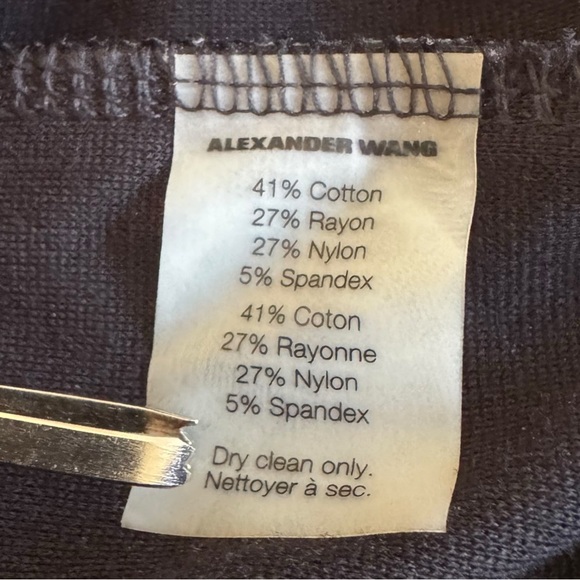 ALEXANDER WANG
41% Cotton
27% Rayon
27% Nylon
5% Spandex
41% Coton
27% Rayonne
27% Nylon
5% Spandex
Dry clean only.
Nettoyer à sec.